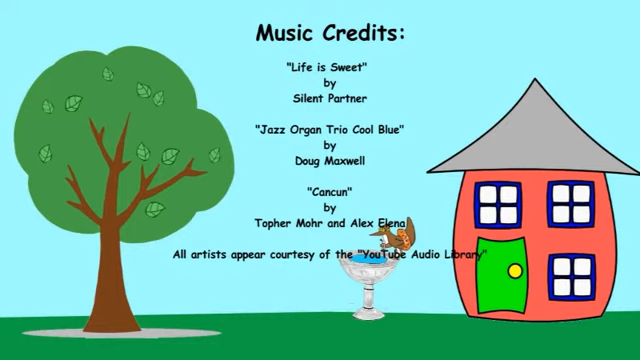 Music Credits:
"Life is Sweet"
by
Silent Partner
"Jazz Organ Trio Cool Blue"
by
Doug Maxwell
"Cancun"
by
Topher Mohr and Alex Elena
All artists appear courtesy of the "YouTube Audio Library"